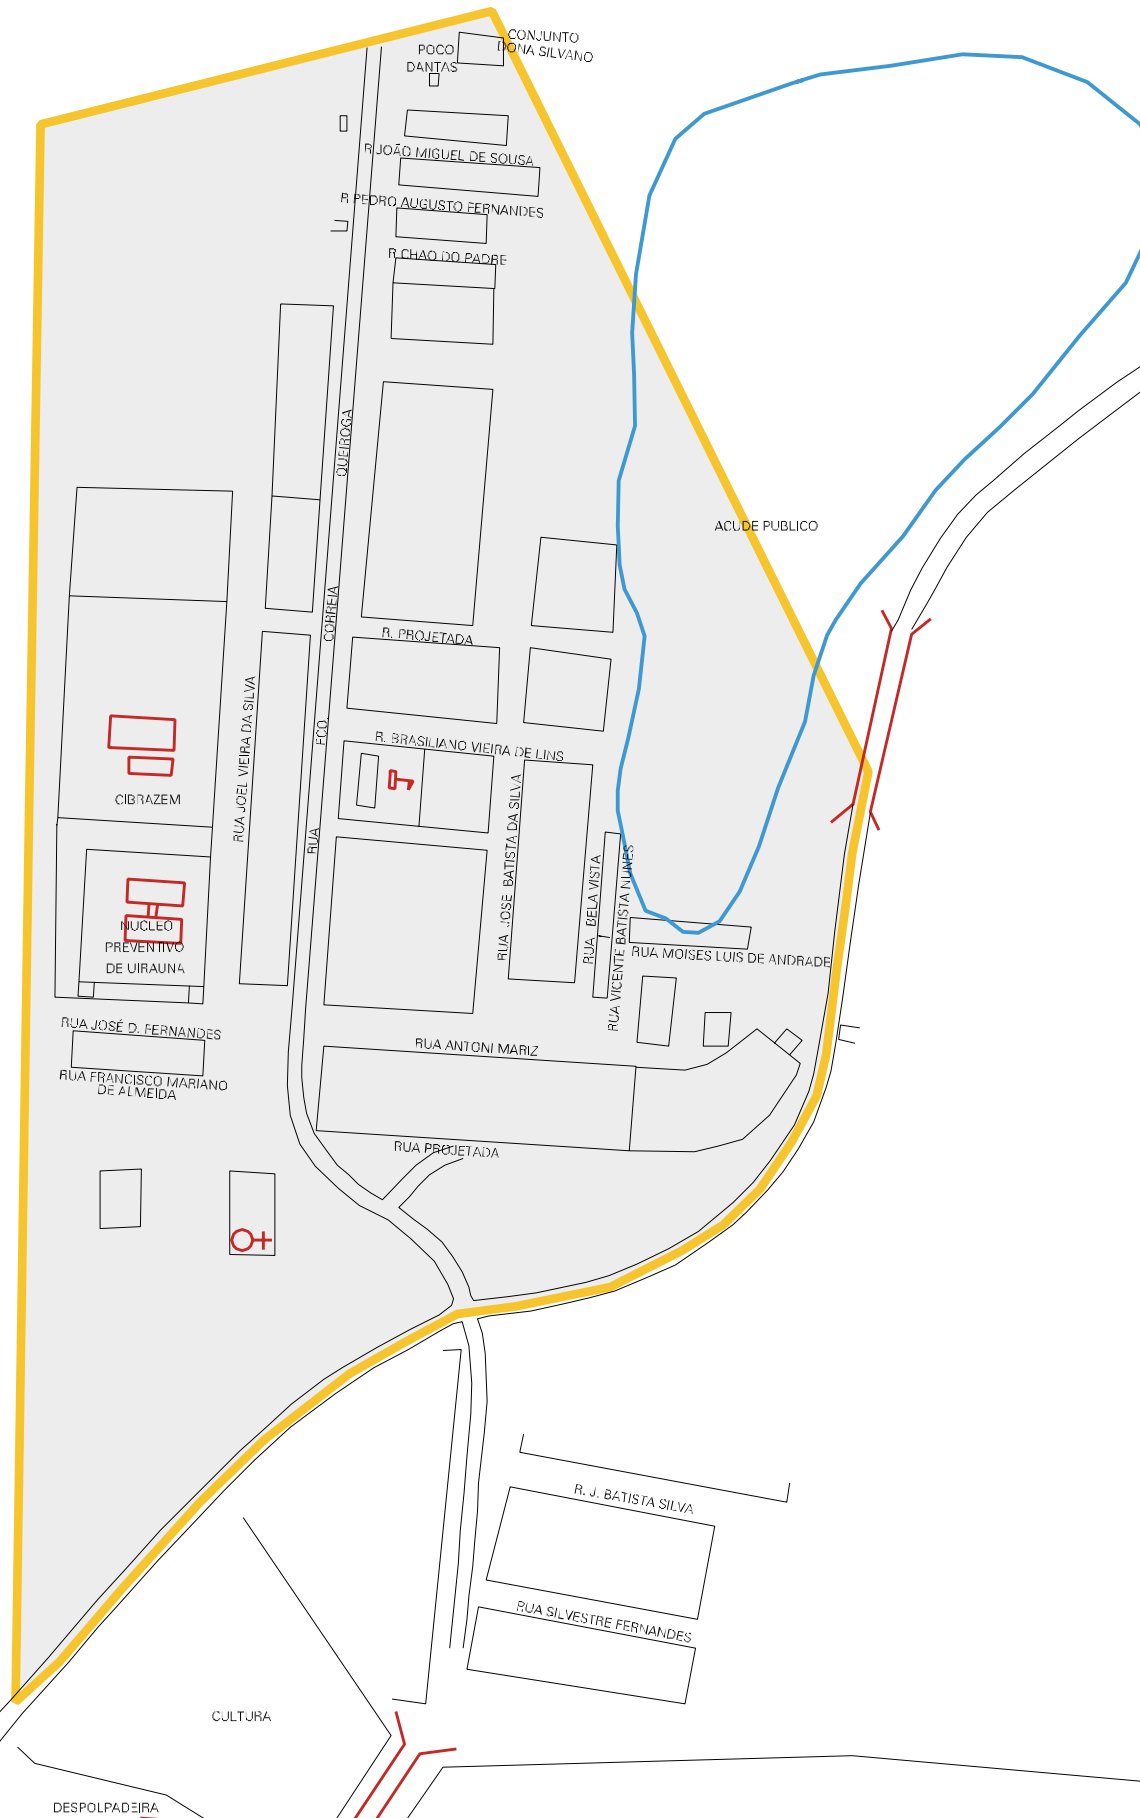 CONJUNTO
DONA SILVANO
POCO
DANTAS
R JOÃO MIGUEL DE SOUSA
R PEDRO AUGUSTO FERNANDES
R CHAO DO PADRE
RUA FCO. CORREIA QUEIROGA
ACUDE PUBLICO
R. PROJETADA
RUA JOEL VIEIRA DA SILVA
R. BRASILIANO VIEIRA DE LINS
CIBRAZEM
RUA JOSE BATISTA DA SILVA
RUA BELA VISTA
RUA VICENTE BATISTA NUNES
NUCLEO
PREVENTIVO
DE UIRAUNA
RUA MOISES LUIS DE ANDRADE
RUA JOSÉ D. FERNANDES
RUA ANTONI MARIZ
RUA FRANCISCO MARIANO
DE ALMEIDA
RUA PROJETADA
R. J. BATISTA SILVA
RUA SILVESTRE FERNANDES
CULTURA
DESPOLPADEIRA